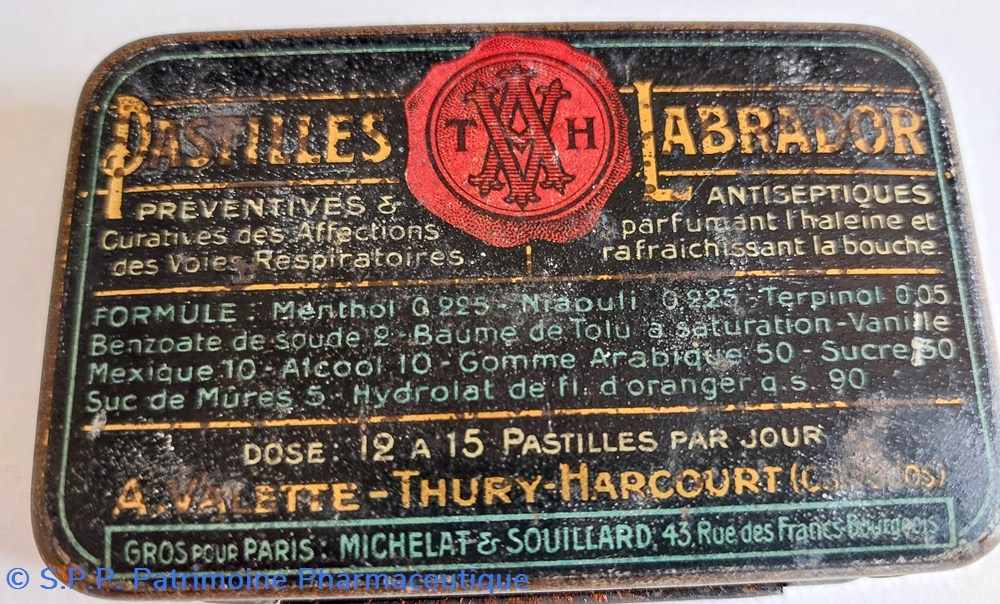 PASTILLES LABRADOR
T VA H
PRÉVENTIVES &
Curatives des Affections
des Voies Respiratoires
ANTISEPTIQUES
parfumant l'haleine et
rafraichissant la bouche
FORMULE : Menthol 0,225 - Niaouli 0,225 - Terpinol 0,05
Benzoate de soude 2 - Baume de Tolu à saturation - Vanille
Mexique 10 - Alcool 10 - Gomme Arabique 50 - Sucre
Suc de Mûres 5 - Hydrolat de fl. d'oranger q.s. 90
DOSE : 12 A 15 PASTILLES PAR JOUR
A. VALETTE - THURY-HARCOURT
GROS POUR PARIS : MICHELAT & SOUILLARD, 43 Rue des Francs-Bourgeois
© S.P.P. Patrimoine Pharmaceutique